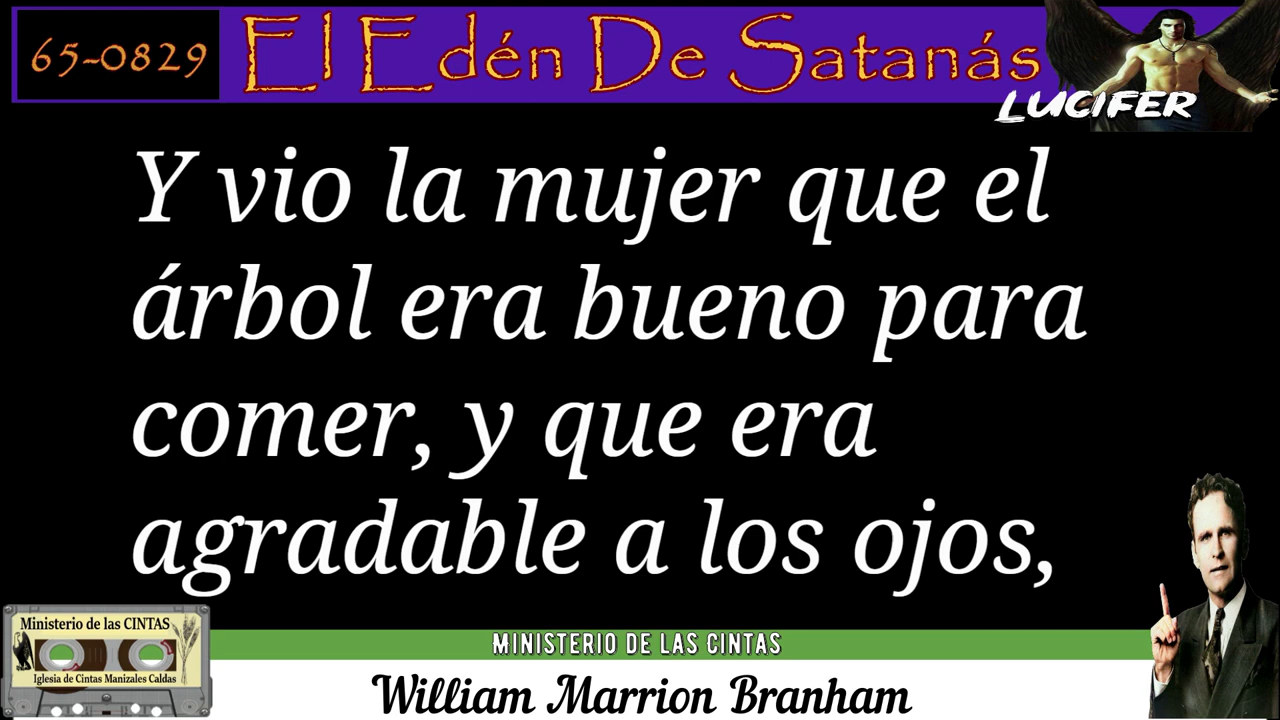 65-0829
El Edén De Satanás
LUCIFER
Y vio la mujer que el
árbol era bueno para
comer, y que era
agradable a los ojos,
Ministerio de las CINTAS
Iglesia de Cintas Manizales Caldas
MINISTERIO DE LAS CINTAS
William Marrion Branham